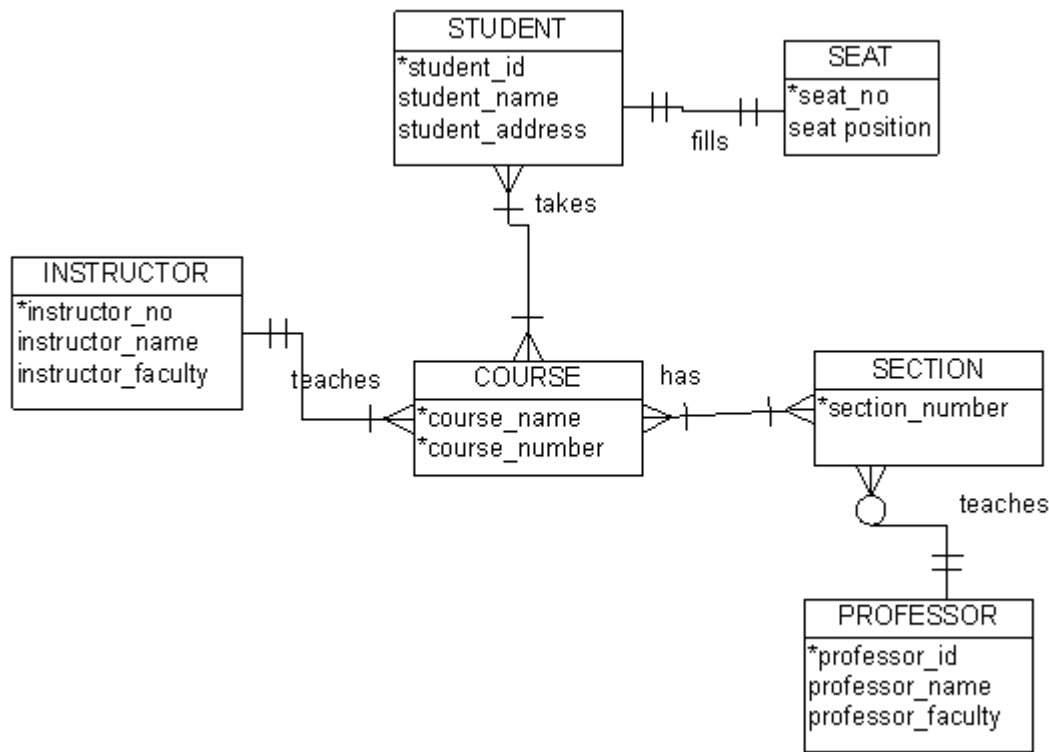 STUDENT
*student_id
student_name
student_address
SEAT
*seat_no
seat position
fills
takes
INSTRUCTOR
*instructor_no
instructor_name
instructor_faculty
teaches
COURSE
*course_name
*course_number
has
SECTION
*section_number
teaches
PROFESSOR
*professor_id
professor_name
professor_faculty